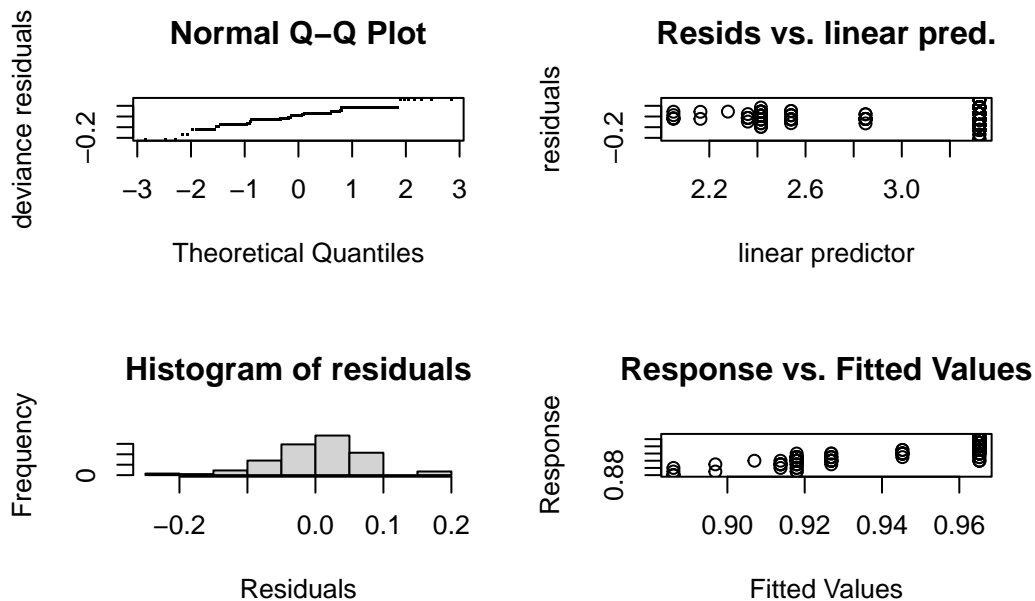 Normal Q−Q Plot
deviance residuals
−0.2
−3 −2 −1 0 1 2 3
Theoretical Quantiles
Resids vs. linear pred.
residuals
−0.2
2.2 2.6 3.0
linear predictor
Histogram of residuals
Frequency
0
−0.2 0.0 0.1 0.2
Residuals
Response vs. Fitted Values
Response
0.88
0.90 0.92 0.94 0.96
Fitted Values